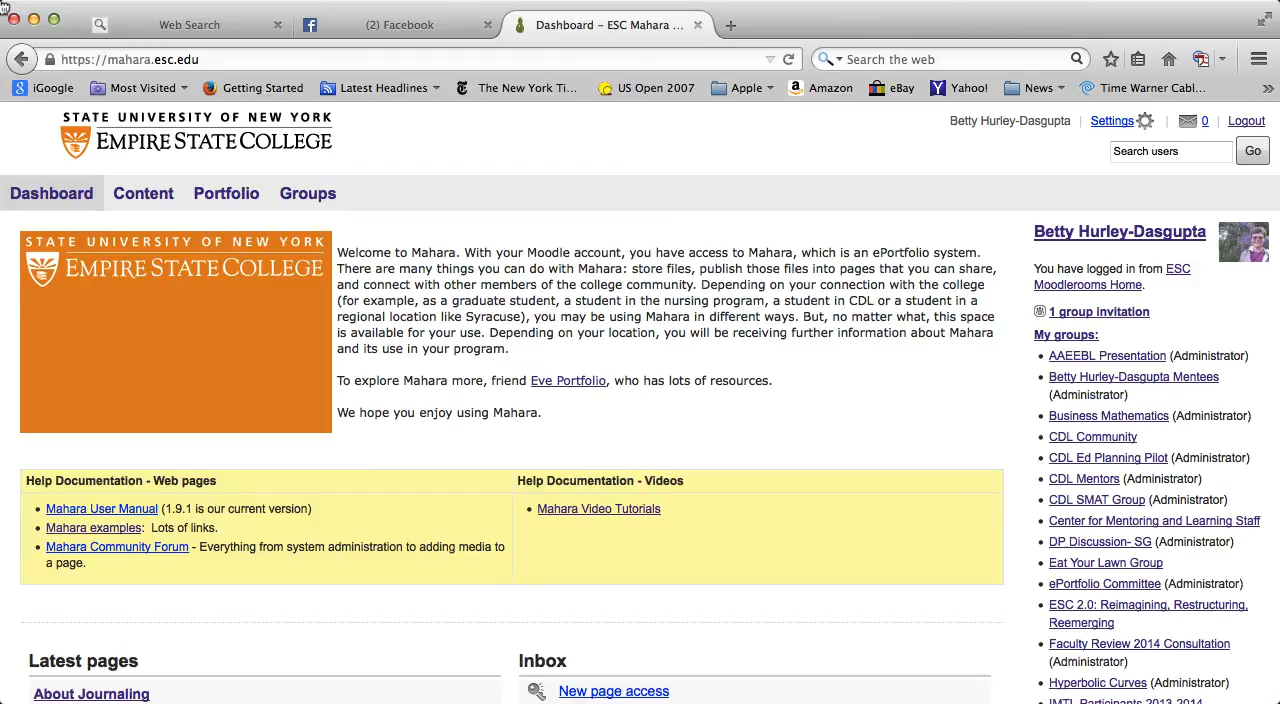 Web Search
(2) Facebook
Dashboard – ESC Mahara ...
https://mahara.esc.edu
Search the web
iGoogle
Most Visited
Getting Started
Latest Headlines
The New York Ti...
US Open 2007
Apple
Amazon
eBay
Yahoo!
News
Time Warner Cabl...
STATE UNIVERSITY OF NEW YORK
EMPIRE STATE COLLEGE
Betty Hurley-Dasgupta | Settings | 0 | Logout
Search users
Go
Dashboard
Content
Portfolio
Groups
STATE UNIVERSITY OF NEW YORK
EMPIRE STATE COLLEGE
Welcome to Mahara. With your Moodle account, you have access to Mahara, which is an ePortfolio system.
There are many things you can do with Mahara: store files, publish those files into pages that you can share,
and connect with other members of the college community. Depending on your connection with the college
(for example, as a graduate student, a student in the nursing program, a student in CDL or a student in a
regional location like Syracuse), you may be using Mahara in different ways. But, no matter what, this space
is available for your use. Depending on your location, you will be receiving further information about Mahara
and its use in your program.
To explore Mahara more, friend Eve Portfolio, who has lots of resources.
We hope you enjoy using Mahara.
Help Documentation - Web pages
Mahara User Manual (1.9.1 is our current version)
Mahara examples: Lots of links.
Mahara Community Forum - Everything from system administration to adding media to
a page.
Help Documentation - Videos
Mahara Video Tutorials
Latest pages
About Journaling
Inbox
New page access
Betty Hurley-Dasgupta
You have logged in from ESC
Moodlerooms Home.
1 group invitation
My groups:
AAEEBL Presentation (Administrator)
Betty Hurley-Dasgupta Mentees
(Administrator)
Business Mathematics (Administrator)
CDL Community
CDL Ed Planning Pilot (Administrator)
CDL Mentors (Administrator)
CDL SMAT Group (Administrator)
Center for Mentoring and Learning Staff
DP Discussion- SG (Administrator)
Eat Your Lawn Group
ePortfolio Committee (Administrator)
ESC 2.0: Reimagining, Restructuring,
Reemerging
Faculty Review 2014 Consultation
(Administrator)
Hyperbolic Curves (Administrator)
IMTL Participants 2013-2014